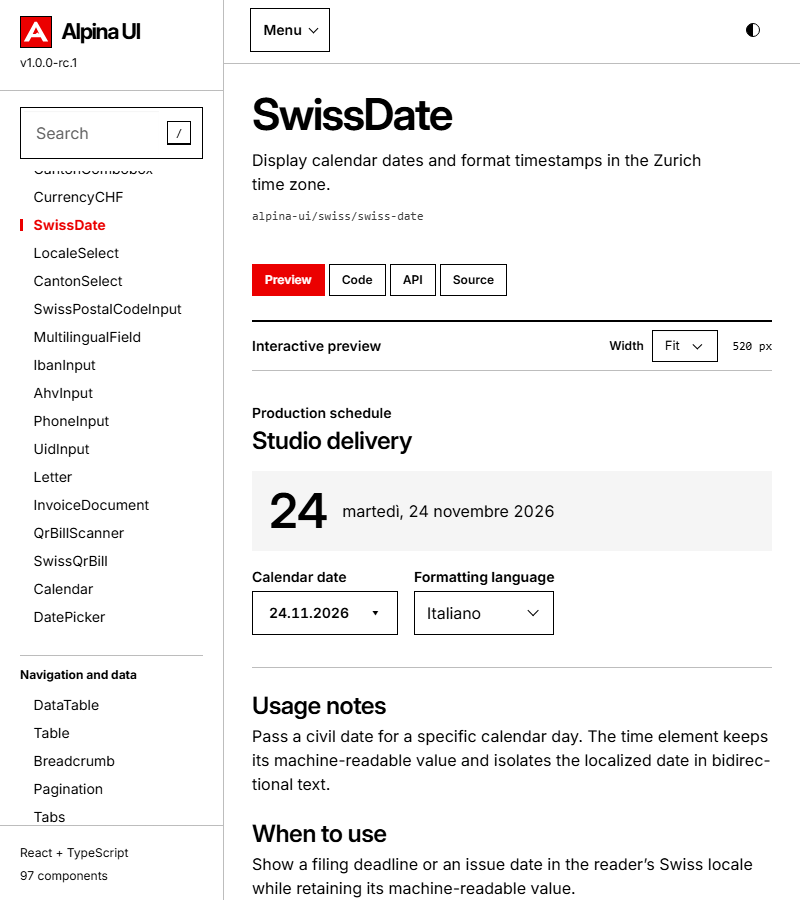 Alpina UI
v1.0.0-rc.1
Menu
Search
/
CantonCombobox
CurrencyCHF
SwissDate
LocaleSelect
CantonSelect
SwissPostalCodeInput
MultilingualField
IbanInput
AhvInput
PhoneInput
UidInput
Letter
InvoiceDocument
QrBillScanner
SwissQrBill
Calendar
DatePicker
Navigation and data
DataTable
Table
Breadcrumb
Pagination
Tabs
React + TypeScript
97 components
SwissDate
Display calendar dates and format timestamps in the Zurich
time zone.
alpina-ui/swiss/swiss-date
Preview
Code
API
Source
Interactive preview
Width
Fit
520 px
Production schedule
Studio delivery
24
martedì, 24 novembre 2026
Calendar date
Formatting language
24.11.2026
Italiano
Usage notes
Pass a civil date for a specific calendar day. The time element keeps
its machine-readable value and isolates the localized date in bidirec-
tional text.
When to use
Show a filing deadline or an issue date in the reader’s Swiss locale
while retaining its machine-readable value.